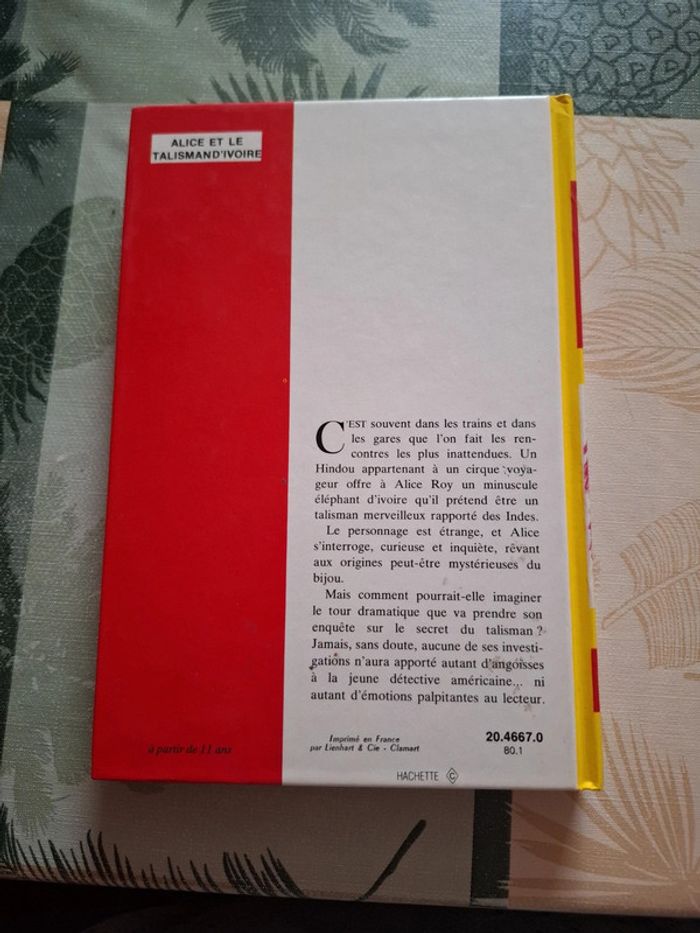 ALICE ET LE
TALISMAN D'IVOIRE
C'EST souvent dans les trains et dans
les gares que l'on fait les ren-
contres les plus inattendues. Un
Hindou appartenant à un cirque voya-
geur offre à Alice Roy un minuscule
éléphant d'ivoire qu'il prétend être un
talisman merveilleux rapporté des Indes.
Le personnage est étrange, et Alice
s'interroge, curieuse et inquiète, rêvant
aux origines peut-être mystérieuses du
bijou.
Mais comment pourrait-elle imaginer
le tour dramatique que va prendre son
enquête sur le secret du talisman ?
Jamais, sans doute, aucune de ses investi-
gations n'aura apporté autant d'angoisses
à la jeune détective américaine... ni
autant d'émotions palpitantes au lecteur.
à partir de 11 ans
Imprimé en France
par Lienhart & Cie - Clamart
20.4667.0
80.1
HACHETTE C